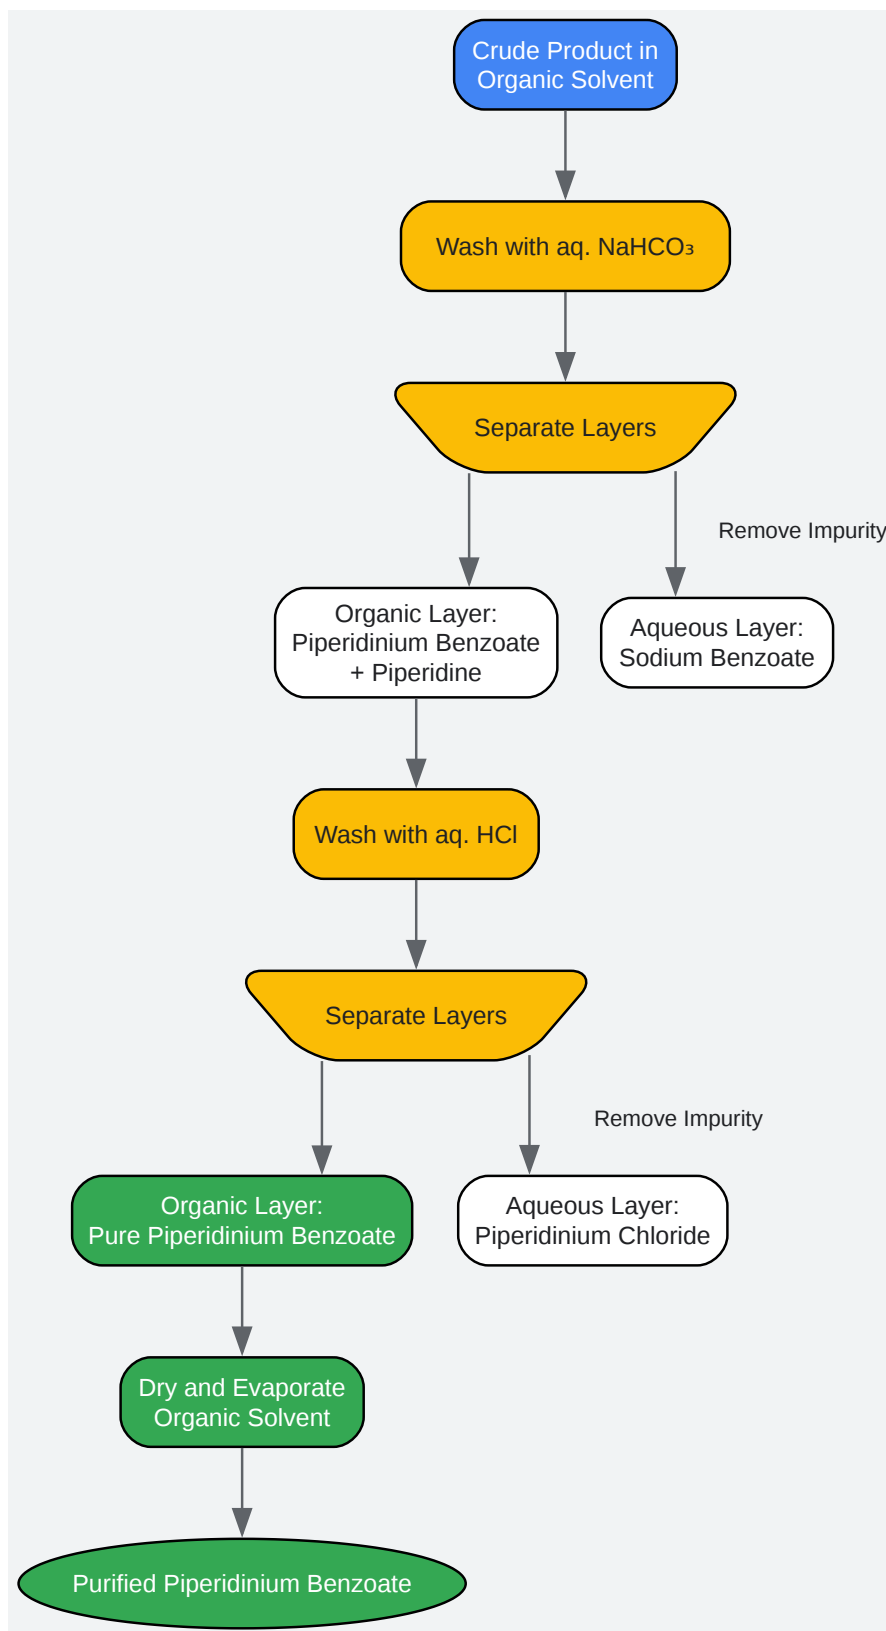 Crude Product in
Organic Solvent
Wash with aq. NaHCO₃
Separate Layers
Remove Impurity
Organic Layer:
Piperidinium Benzoate
+ Piperidine
Aqueous Layer:
Sodium Benzoate
Wash with aq. HCl
Separate Layers
Remove Impurity
Organic Layer:
Pure Piperidinium Benzoate
Aqueous Layer:
Piperidinium Chloride
Dry and Evaporate
Organic Solvent
Purified Piperidinium Benzoate